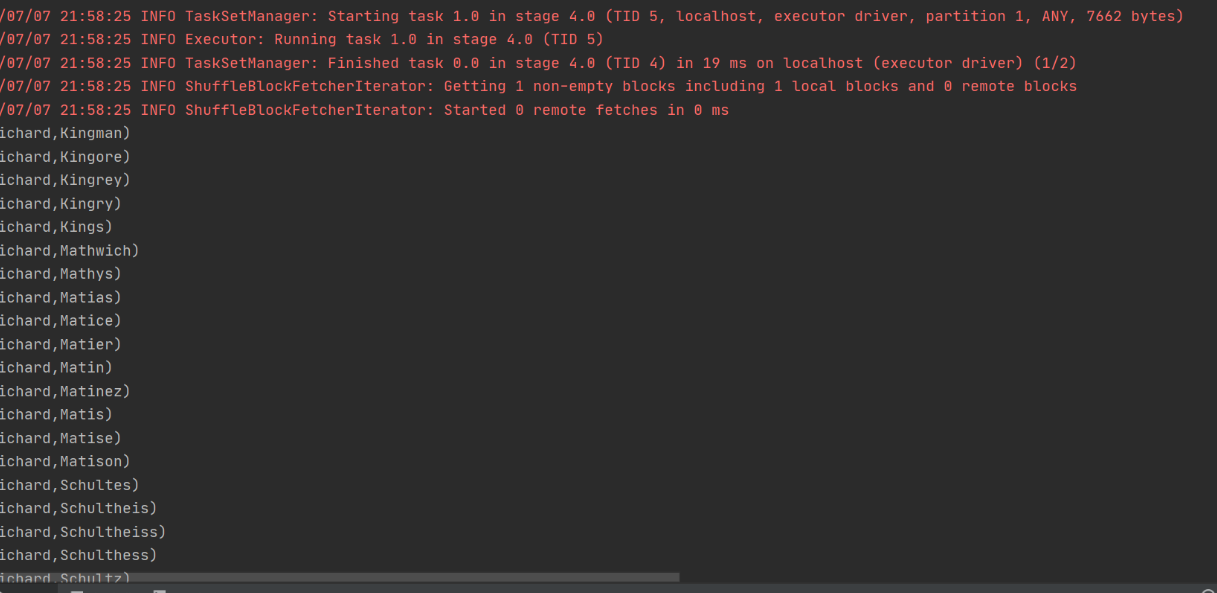 /07/07 21:58:25 INFO TaskSetManager: Starting task 1.0 in stage 4.0 (TID 5, localhost, executor driver, partition 1, ANY, 7662 bytes)
/07/07 21:58:25 INFO Executor: Running task 1.0 in stage 4.0 (TID 5)
/07/07 21:58:25 INFO TaskSetManager: Finished task 0.0 in stage 4.0 (TID 4) in 19 ms on localhost (executor driver) (1/2)
/07/07 21:58:25 INFO ShuffleBlockFetcherIterator: Getting 1 non-empty blocks including 1 local blocks and 0 remote blocks
/07/07 21:58:25 INFO ShuffleBlockFetcherIterator: Started 0 remote fetches in 0 ms
ichard,Kingman)
ichard,Kingore)
ichard,Kingrey)
ichard,Kingry)
ichard,Kings)
ichard,Mathwich)
ichard,Mathys)
ichard,Matias)
ichard,Matice)
ichard,Matier)
ichard,Matin)
ichard,Matinez)
ichard,Matis)
ichard,Matise)
ichard,Matison)
ichard,Schultes)
ichard,Schultheis)
ichard,Schultheiss)
ichard,Schulthess)
ichard,Schultz)